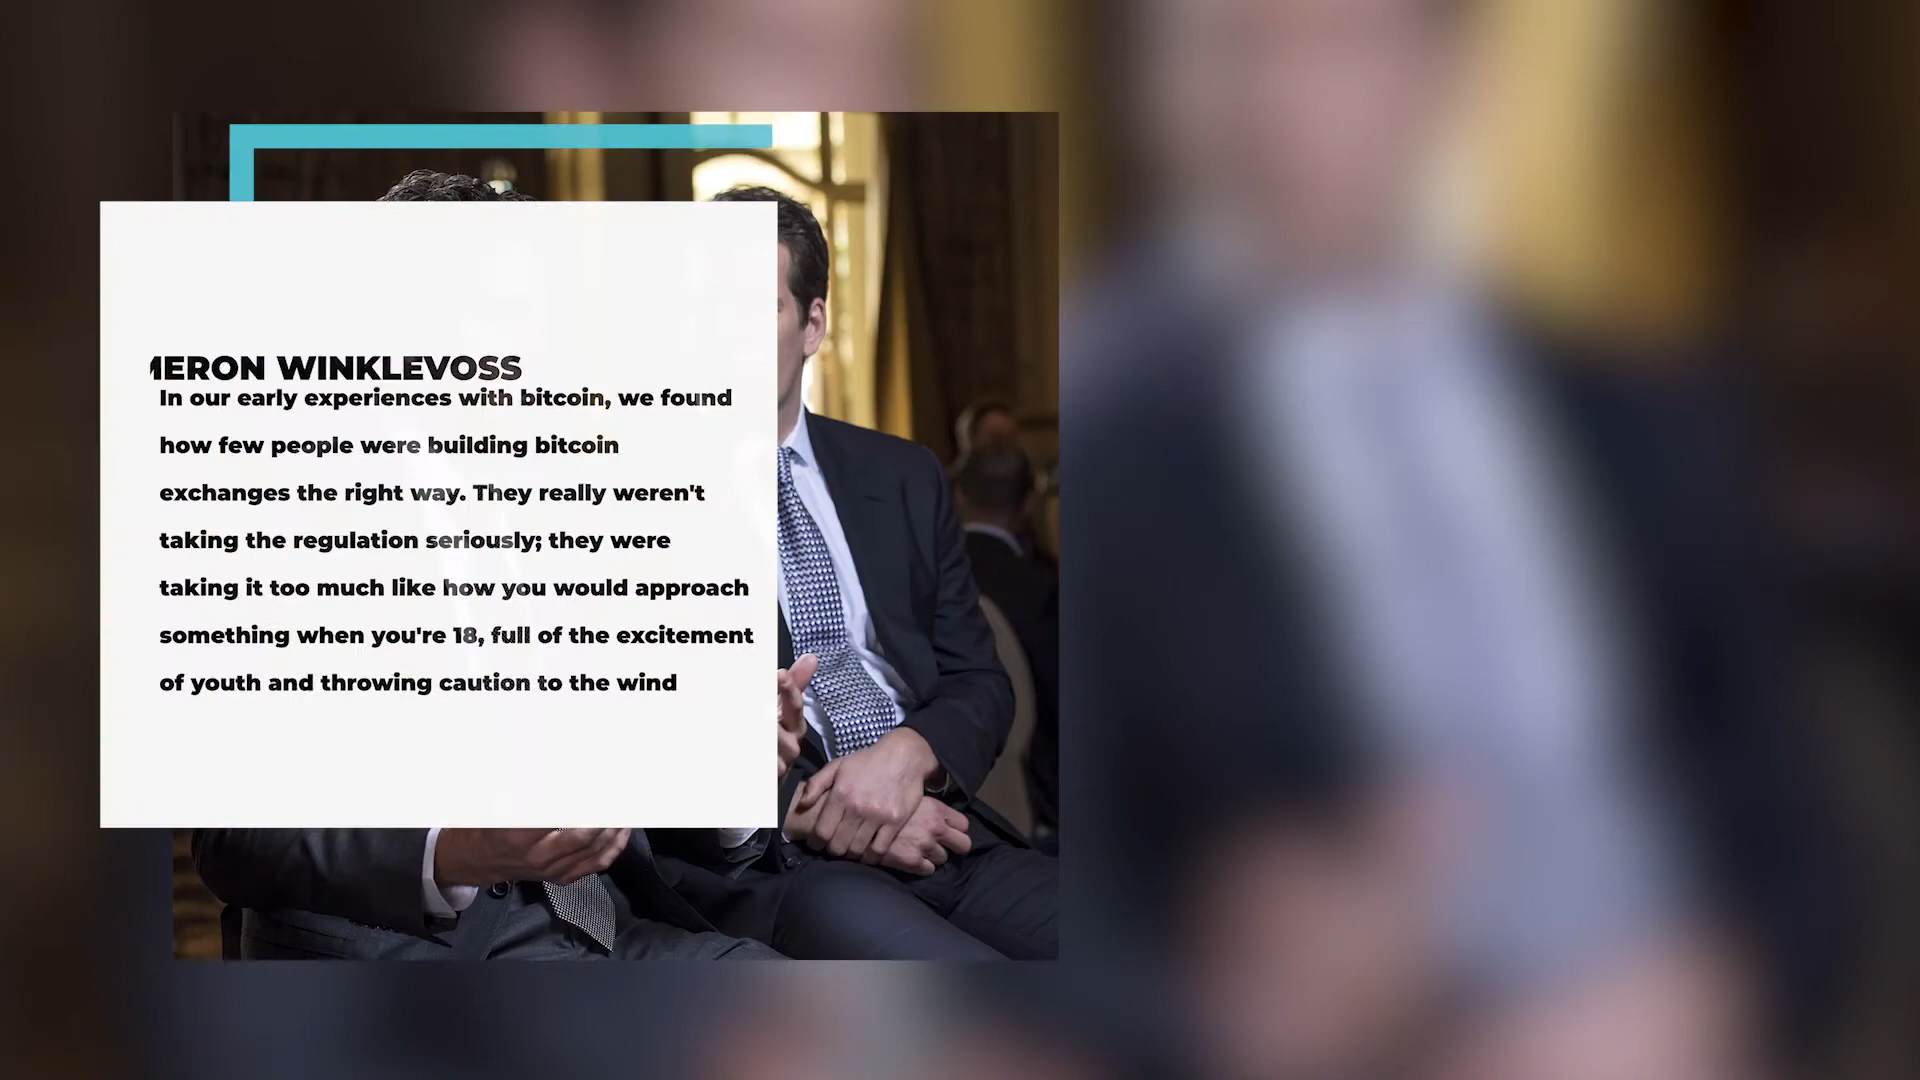 MERON WINKLEVOSS
In our early experiences with bitcoin, we found
how few people were building bitcoin
exchanges the right way. They really weren't
taking the regulation seriously; they were
taking it too much like how you would approach
something when you're 18, full of the excitement
of youth and throwing caution to the wind